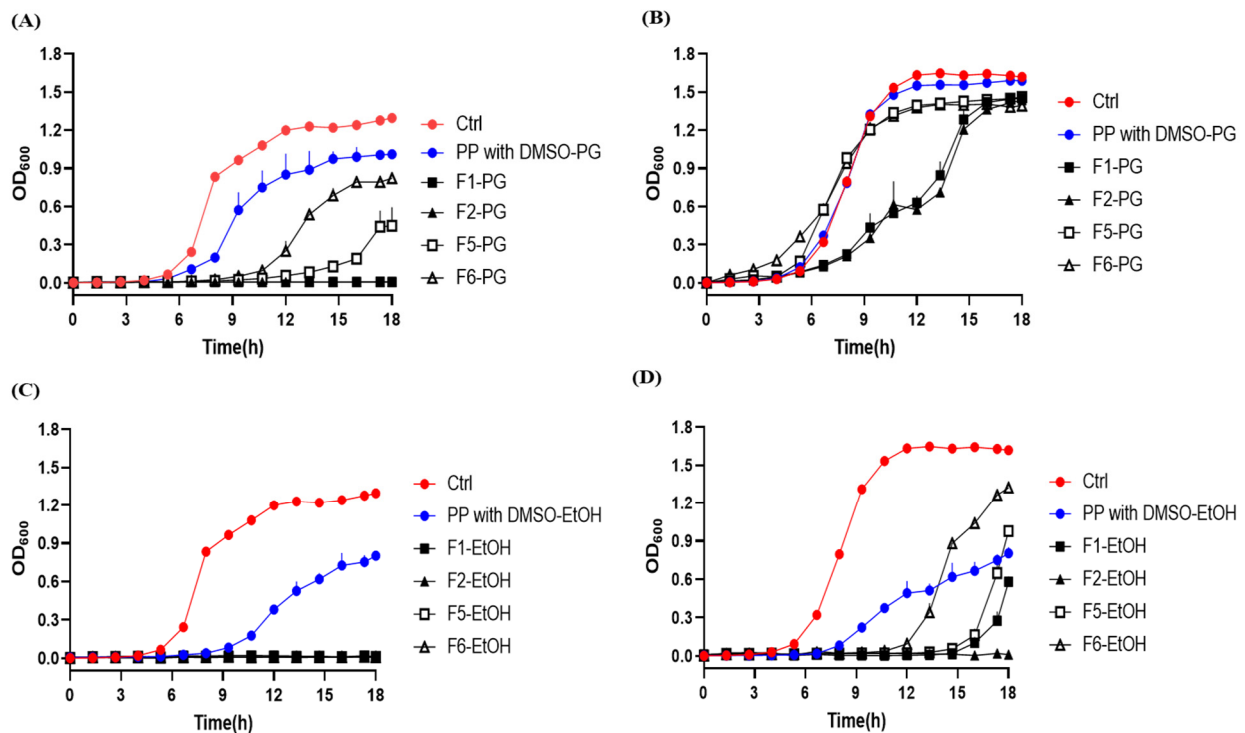 (A)
1.8
1.5
1.2
0.9
0.6
0.3
0.0
OD600
0 3 6 9 12 15 18
Time(h)
Ctrl
PP with DMSO-PG
F1-PG
F2-PG
F5-PG
F6-PG
(B)
1.8
1.5
1.2
0.9
0.6
0.3
0.0
OD600
0 3 6 9 12 15 18
Time(h)
Ctrl
PP with DMSO-PG
F1-PG
F2-PG
F5-PG
F6-PG
(C)
1.8
1.5
1.2
0.9
0.6
0.3
0.0
OD600
0 3 6 9 12 15 18
Time(h)
Ctrl
PP with DMSO-EtOH
F1-EtOH
F2-EtOH
F5-EtOH
F6-EtOH
(D)
1.8
1.5
1.2
0.9
0.6
0.3
0.0
OD600
0 3 6 9 12 15 18
Time(h)
Ctrl
PP with DMSO-EtOH
F1-EtOH
F2-EtOH
F5-EtOH
F6-EtOH